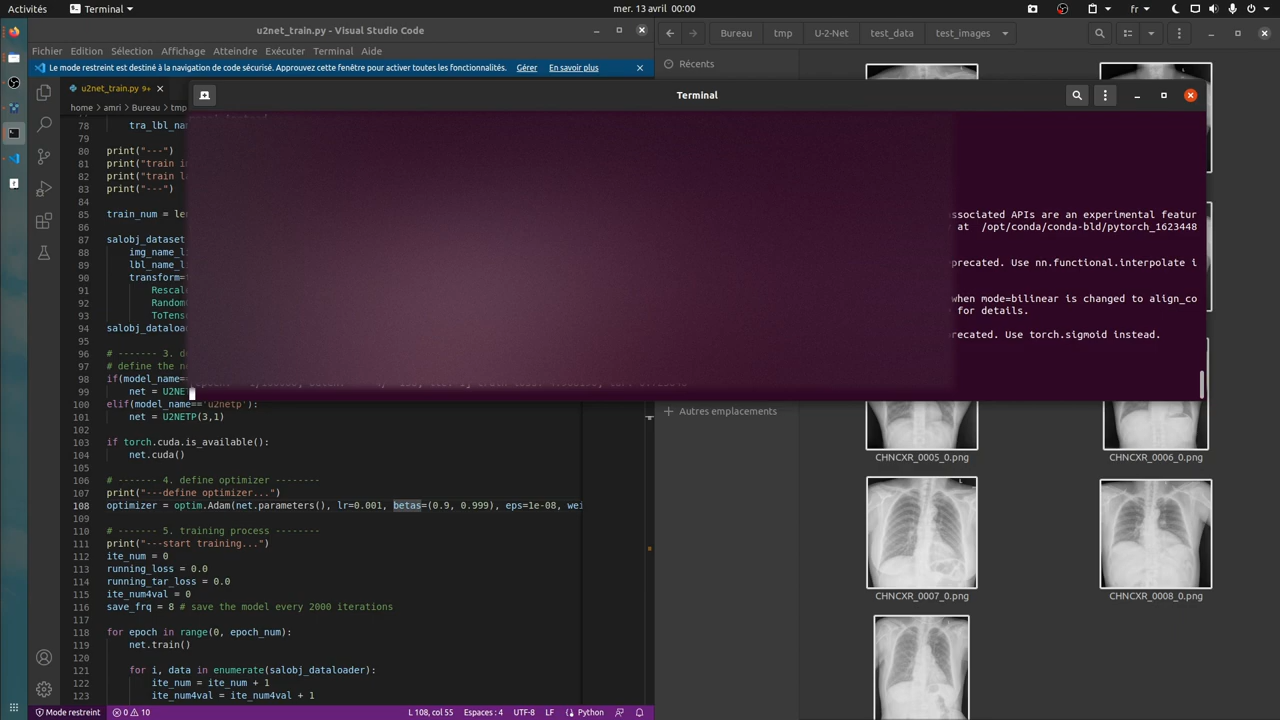 Activités
Terminal
mer. 13 avril 00:00
fr
u2net_train.py - Visual Studio Code
Fichier Edition Sélection Affichage Atteindre Exécuter Terminal Aide
Le mode restreint est destiné à la navigation de code sécurisé. Approuvez cette fenêtre pour activer toutes les fonctionnalités. Gérer En savoir plus
u2net_train.py 9+
home > amri > Bureau > tmp
78 tra_lbl_na
79
80 print("---")
81 print("train i
82 print("train la
83 print("---")
84
85 train_num = le
86
87 salobj_dataset
88 img_name_li
89 lbl_name_li
90 transform=
91 Rescal
92 Random
93 ToTens
94 salobj_dataloa
95
96 # ------- 3. d
97 # define the n
98 if(model_name=
99 net = U2NET
100 elif(model_name=='u2netp'):
101 net = U2NETP(3,1)
102
103 if torch.cuda.is_available():
104 net.cuda()
105
106 # ------- 4. define optimizer --------
107 print("---define optimizer...")
108 optimizer = optim.Adam(net.parameters(), lr=0.001, betas=(0.9, 0.999), eps=1e-08, wei
109
110 # ------- 5. training process --------
111 print("---start training...")
112 ite_num = 0
113 running_loss = 0.0
114 running_tar_loss = 0.0
115 ite_num4val = 0
116 save_frq = 8 # save the model every 2000 iterations
117
118 for epoch in range(0, epoch_num):
119 net.train()
120
121 for i, data in enumerate(salobj_dataloader):
122 ite_num = ite_num + 1
123 ite_num4val = ite_num4val + 1
Mode restreint 0 10 L 108, col 55 Espaces : 4 UTF-8 LF Python
Terminal
ssociated APIs are an experimental featur
at /opt/conda/conda-bld/pytorch_1623448
precated. Use nn.functional.interpolate i
when mode=bilinear is changed to align_co
for details.
recated. Use torch.sigmoid instead.
Bureau tmp U-2-Net test_data test_images
Récents
Autres emplacements
CHNCXR_0005_0.png
CHNCXR_0006_0.png
CHNCXR_0007_0.png
CHNCXR_0008_0.png